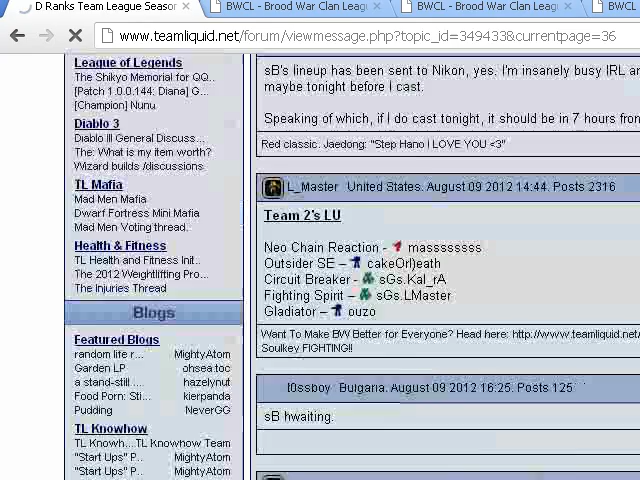 D Ranks Team League Season
BWCL - Brood War Clan Leag
BWCL - Brood War Clan Leag
BWCL
www.teamliquid.net/forum/viewmessage.php?topic_id=349433&currentpage=36
League of Legends
The Shikyo Memorial for QQ..
[Patch 1.0.0.144: Diana] G...
[Champion] Nunu
Diablo 3
Diablo III General Discuss...
The: What is my item worth?
Wizard builds /discussions
TL Mafia
Mad Men Mafia
Dwarf Fortress Mini Mafia
Mad Men Voting thread.
Health & Fitness
TL Health and Fitness Init..
The 2012 Weightlifting Pro...
The Injuries Thread
Blogs
Featured Blogs
random life r... MightyAtom
Garden LP ohsea.toc
a stand-still .... hazelynut
Food Porn: Sti... kierpanda
Pudding NeverGG
TL Knowhow
TL Knowh....TL Knowhow Team
"Start Ups" P.. MightyAtom
"Start Ups" P... MightyAtom
sB's lineup has been sent to Nikon, yes. I'm insanely busy IRL an
maybe tonight before I cast.
Speaking of which, if I do cast tonight, it should be in 7 hours from
Red classic. Jaedong: "Step Hano I LOVE YOU <3"
L_Master United States. August 09 2012 14:44. Posts 2316
Team 2's LU
Neo Chain Reaction - masssssssss
Outsider SE – cakeOrl)eath
Circuit Breaker - sGs.Kal_rA
Fighting Spirit – sGs.LMaster
Gladiator – ouzo
Want To Make BW Better for Everyone? Head here: http://www.teamliquid.net/
Soulkey FIGHTING!!
t0ssboy Bulgaria. August 09 2012 16:25. Posts 125
sB hwaiting.